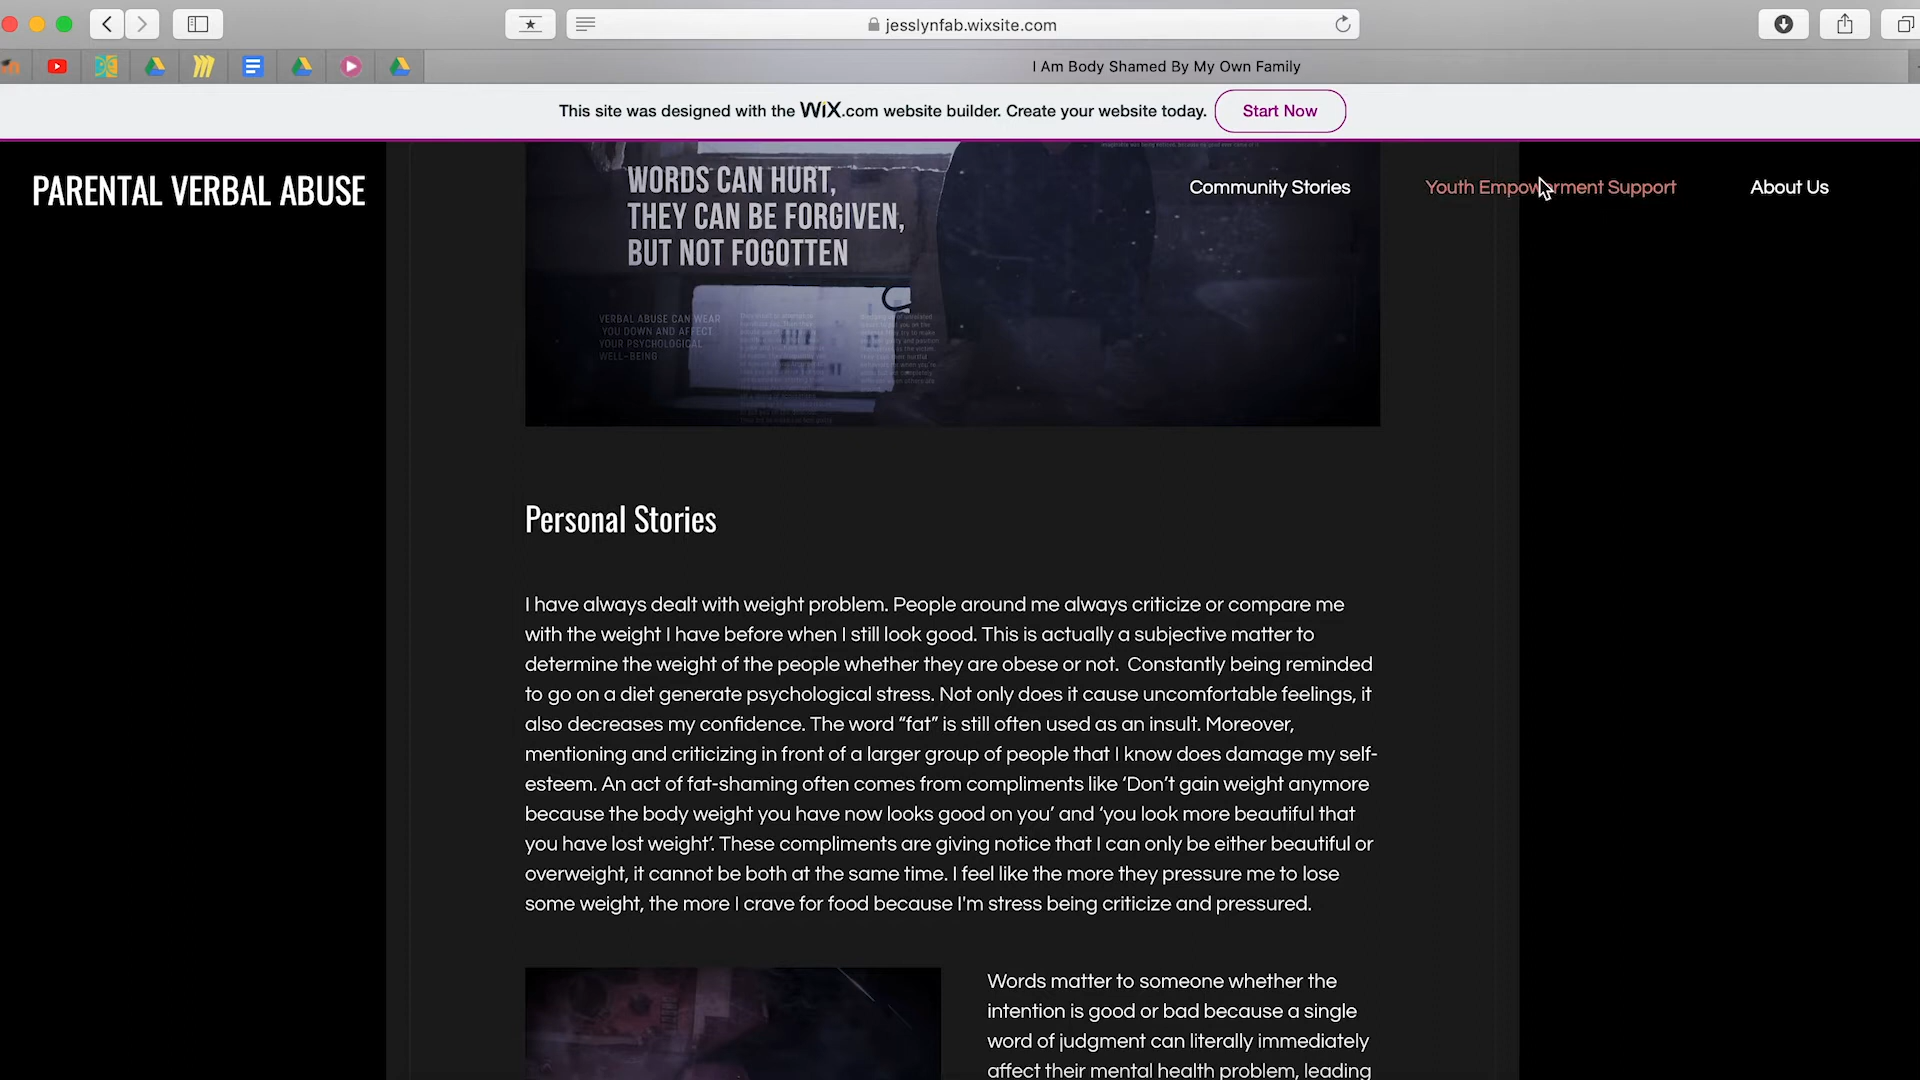 jesslynfab.wixsite.com
I Am Body Shamed By My Own Family
This site was designed with the WiX.com website builder. Create your website today. Start Now
PARENTAL VERBAL ABUSE
Community Stories
Youth Empowerment Support
About Us
WORDS CAN HURT,
THEY CAN BE FORGIVEN,
BUT NOT FOGOTTEN
VERBAL ABUSE CAN WEAR
YOU DOWN AND AFFECT
YOUR PSYCHOLOGICAL
WELL-BEING
Personal Stories
I have always dealt with weight problem. People around me always criticize or compare me
with the weight I have before when I still look good. This is actually a subjective matter to
determine the weight of the people whether they are obese or not.  Constantly being reminded
to go on a diet generate psychological stress. Not only does it cause uncomfortable feelings, it
also decreases my confidence. The word “fat” is still often used as an insult. Moreover,
mentioning and criticizing in front of a larger group of people that I know does damage my self-
esteem. An act of fat-shaming often comes from compliments like ‘Don’t gain weight anymore
because the body weight you have now looks good on you’ and ‘you look more beautiful that
you have lost weight’. These compliments are giving notice that I can only be either beautiful or
overweight, it cannot be both at the same time. I feel like the more they pressure me to lose
some weight, the more I crave for food because I'm stress being criticize and pressured.
Words matter to someone whether the
intention is good or bad because a single
word of judgment can literally immediately
affect their mental health problem, leading